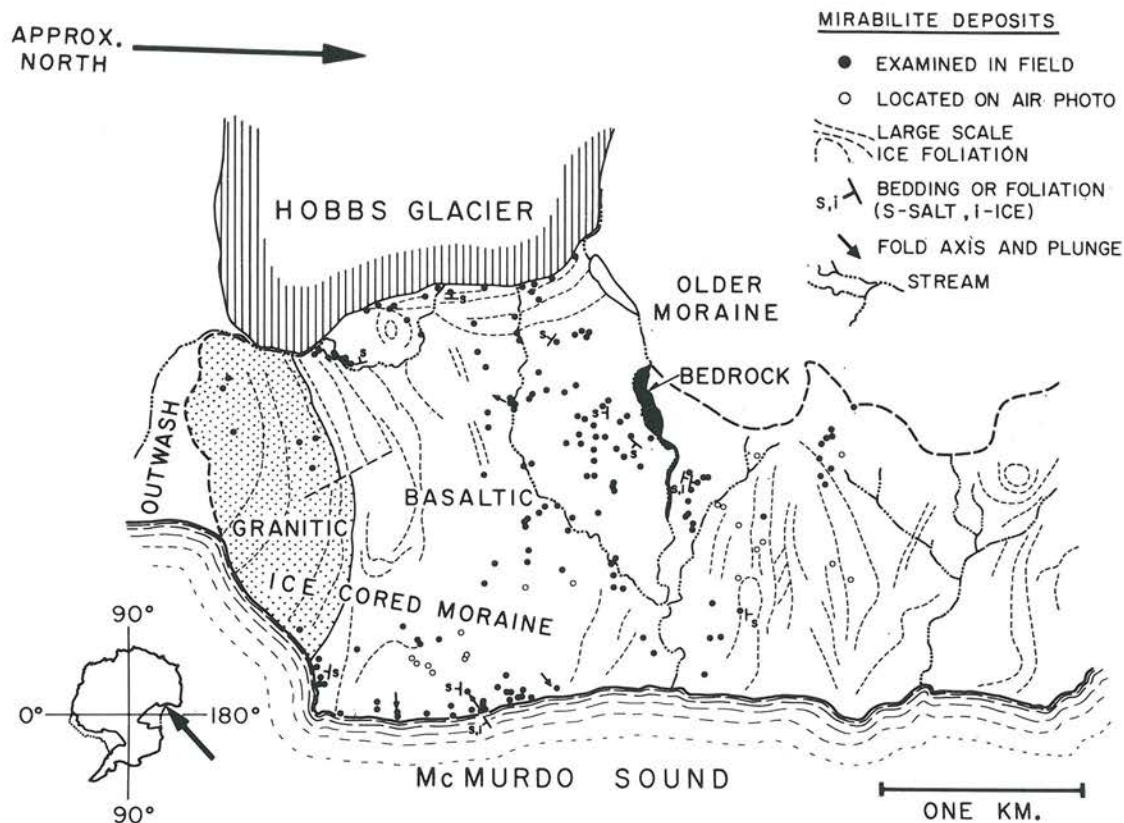 APPROX.
NORTH
MIRABILITE DEPOSITS
EXAMINED IN FIELD
LOCATED ON AIR PHOTO
LARGE SCALE
ICE FOLIATION
s,i
BEDDING OR FOLIATION
(S-SALT, i-ICE)
FOLD AXIS AND PLUNGE
STREAM
HOBBS GLACIER
OLDER
MORAINE
BEDROCK
OUTWASH
GRANITIC
BASALTIC
ICE CORED MORAINE
s
s
s
s
s
s
s,i
s
s
s
s,i
90°
0°
180°
90°
McMURDO SOUND
ONE KM.